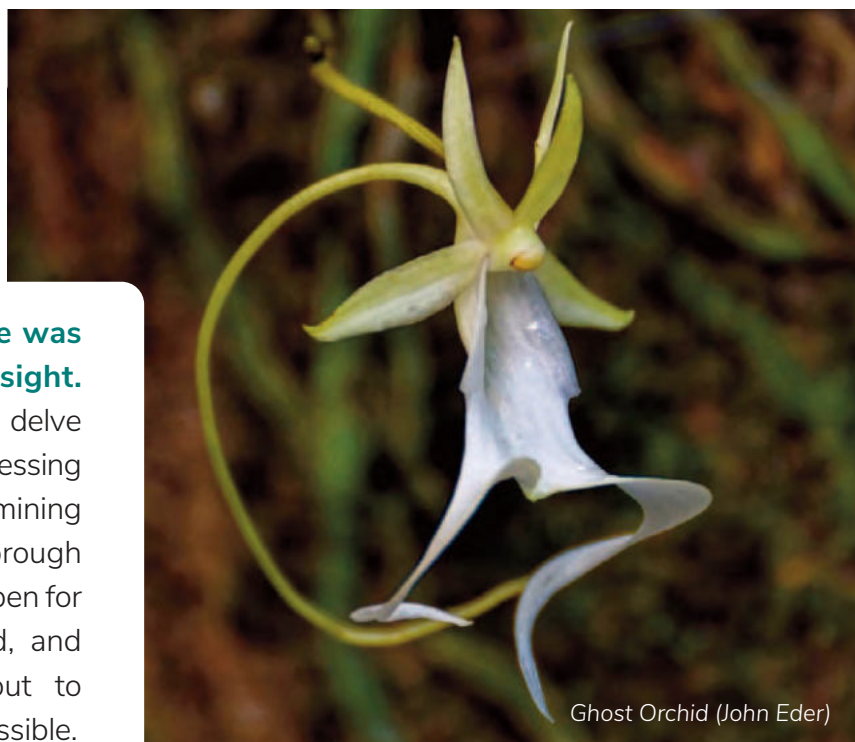 e was
sight.
delve
essing
mining
rough
pen for
d, and
out to
ssible.
Ghost Orchid (John Eder)